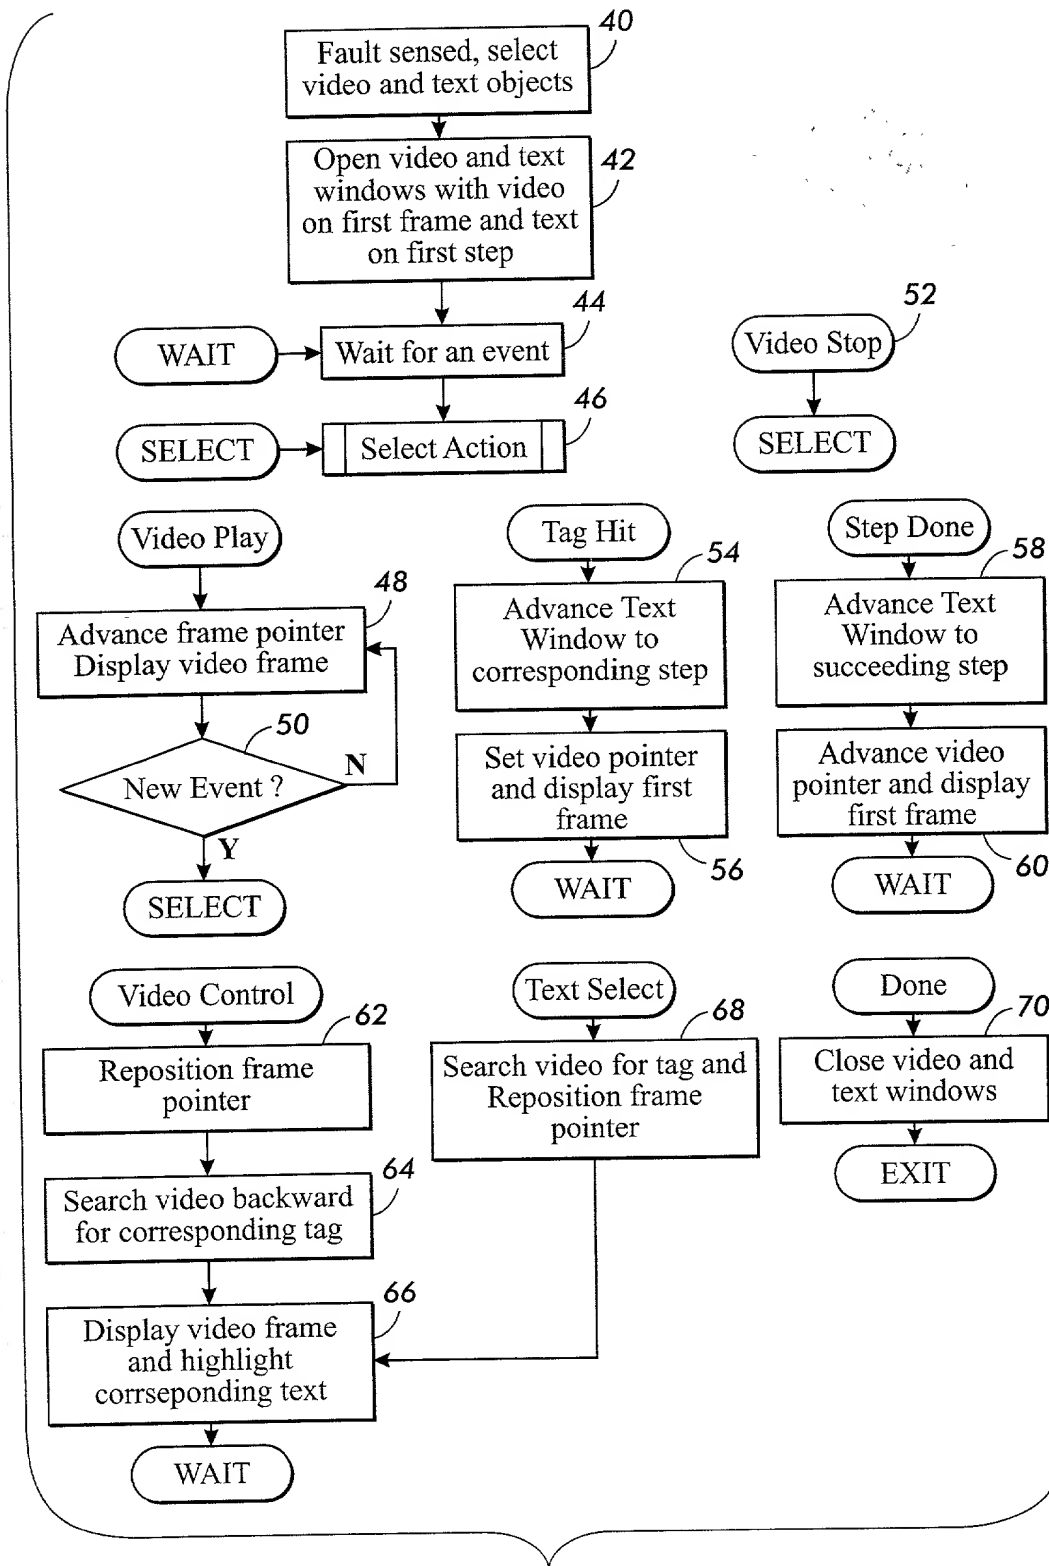 40
Fault sensed, select
video and text objects
42
Open video and text
windows with video
on first frame and text
on first step
44
WAIT
Wait for an event
46
SELECT
Select Action
52
Video Stop
SELECT
Video Play
48
Advance frame pointer
Display video frame
50
New Event ?
N
Y
SELECT
Tag Hit
54
Advance Text
Window to
corresponding step
Set video pointer
and display first
frame
56
WAIT
Step Done
58
Advance Text
Window to
succeeding step
Advance video
pointer and display
first frame
60
WAIT
Video Control
62
Reposition frame
pointer
64
Search video backward
for corresponding tag
66
Display video frame
and highlight
corrseponding text
WAIT
Text Select
68
Search video for tag and
Reposition frame
pointer
Done
70
Close video and
text windows
EXIT